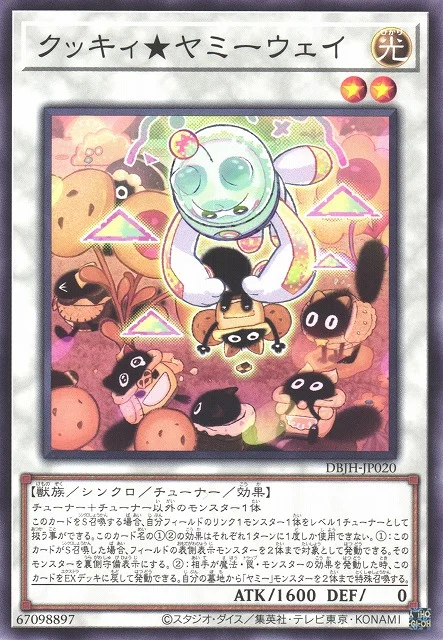 クッキィ★ヤミーウェイ
光
DBJH-JP020
【獣族／シンクロ／チューナー／効果】
チューナー＋チューナー以外のモンスター1体
このカードをS召喚する場合、自分フィールドのリンク1モンスター1体をレベル1チューナーとして
扱う事ができる。このカード名の①②の効果はそれぞれ1ターンに1度しか使用できない。①：この
カードがS召喚した場合、フィールドの表側表示モンスターを2体まで対象として発動できる。その
モンスターを裏側守備表示にする。②：相手が魔法・罠・モンスターの効果を発動した時、この
カードをEXデッキに戻して発動できる。自分の墓地から「ヤミー」モンスターを2体まで特殊召喚する。
ATK/1600 DEF/ 0
67098897 ©スタジオ・ダイス／集英社・テレビ東京・KONAMI